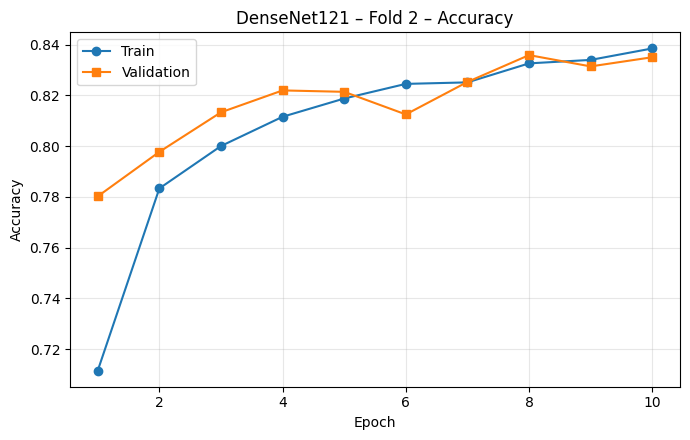 DenseNet121 – Fold 2 – Accuracy
Train
Validation
Accuracy
0.84
0.82
0.80
0.78
0.76
0.74
0.72
2 4 6 8 10
Epoch